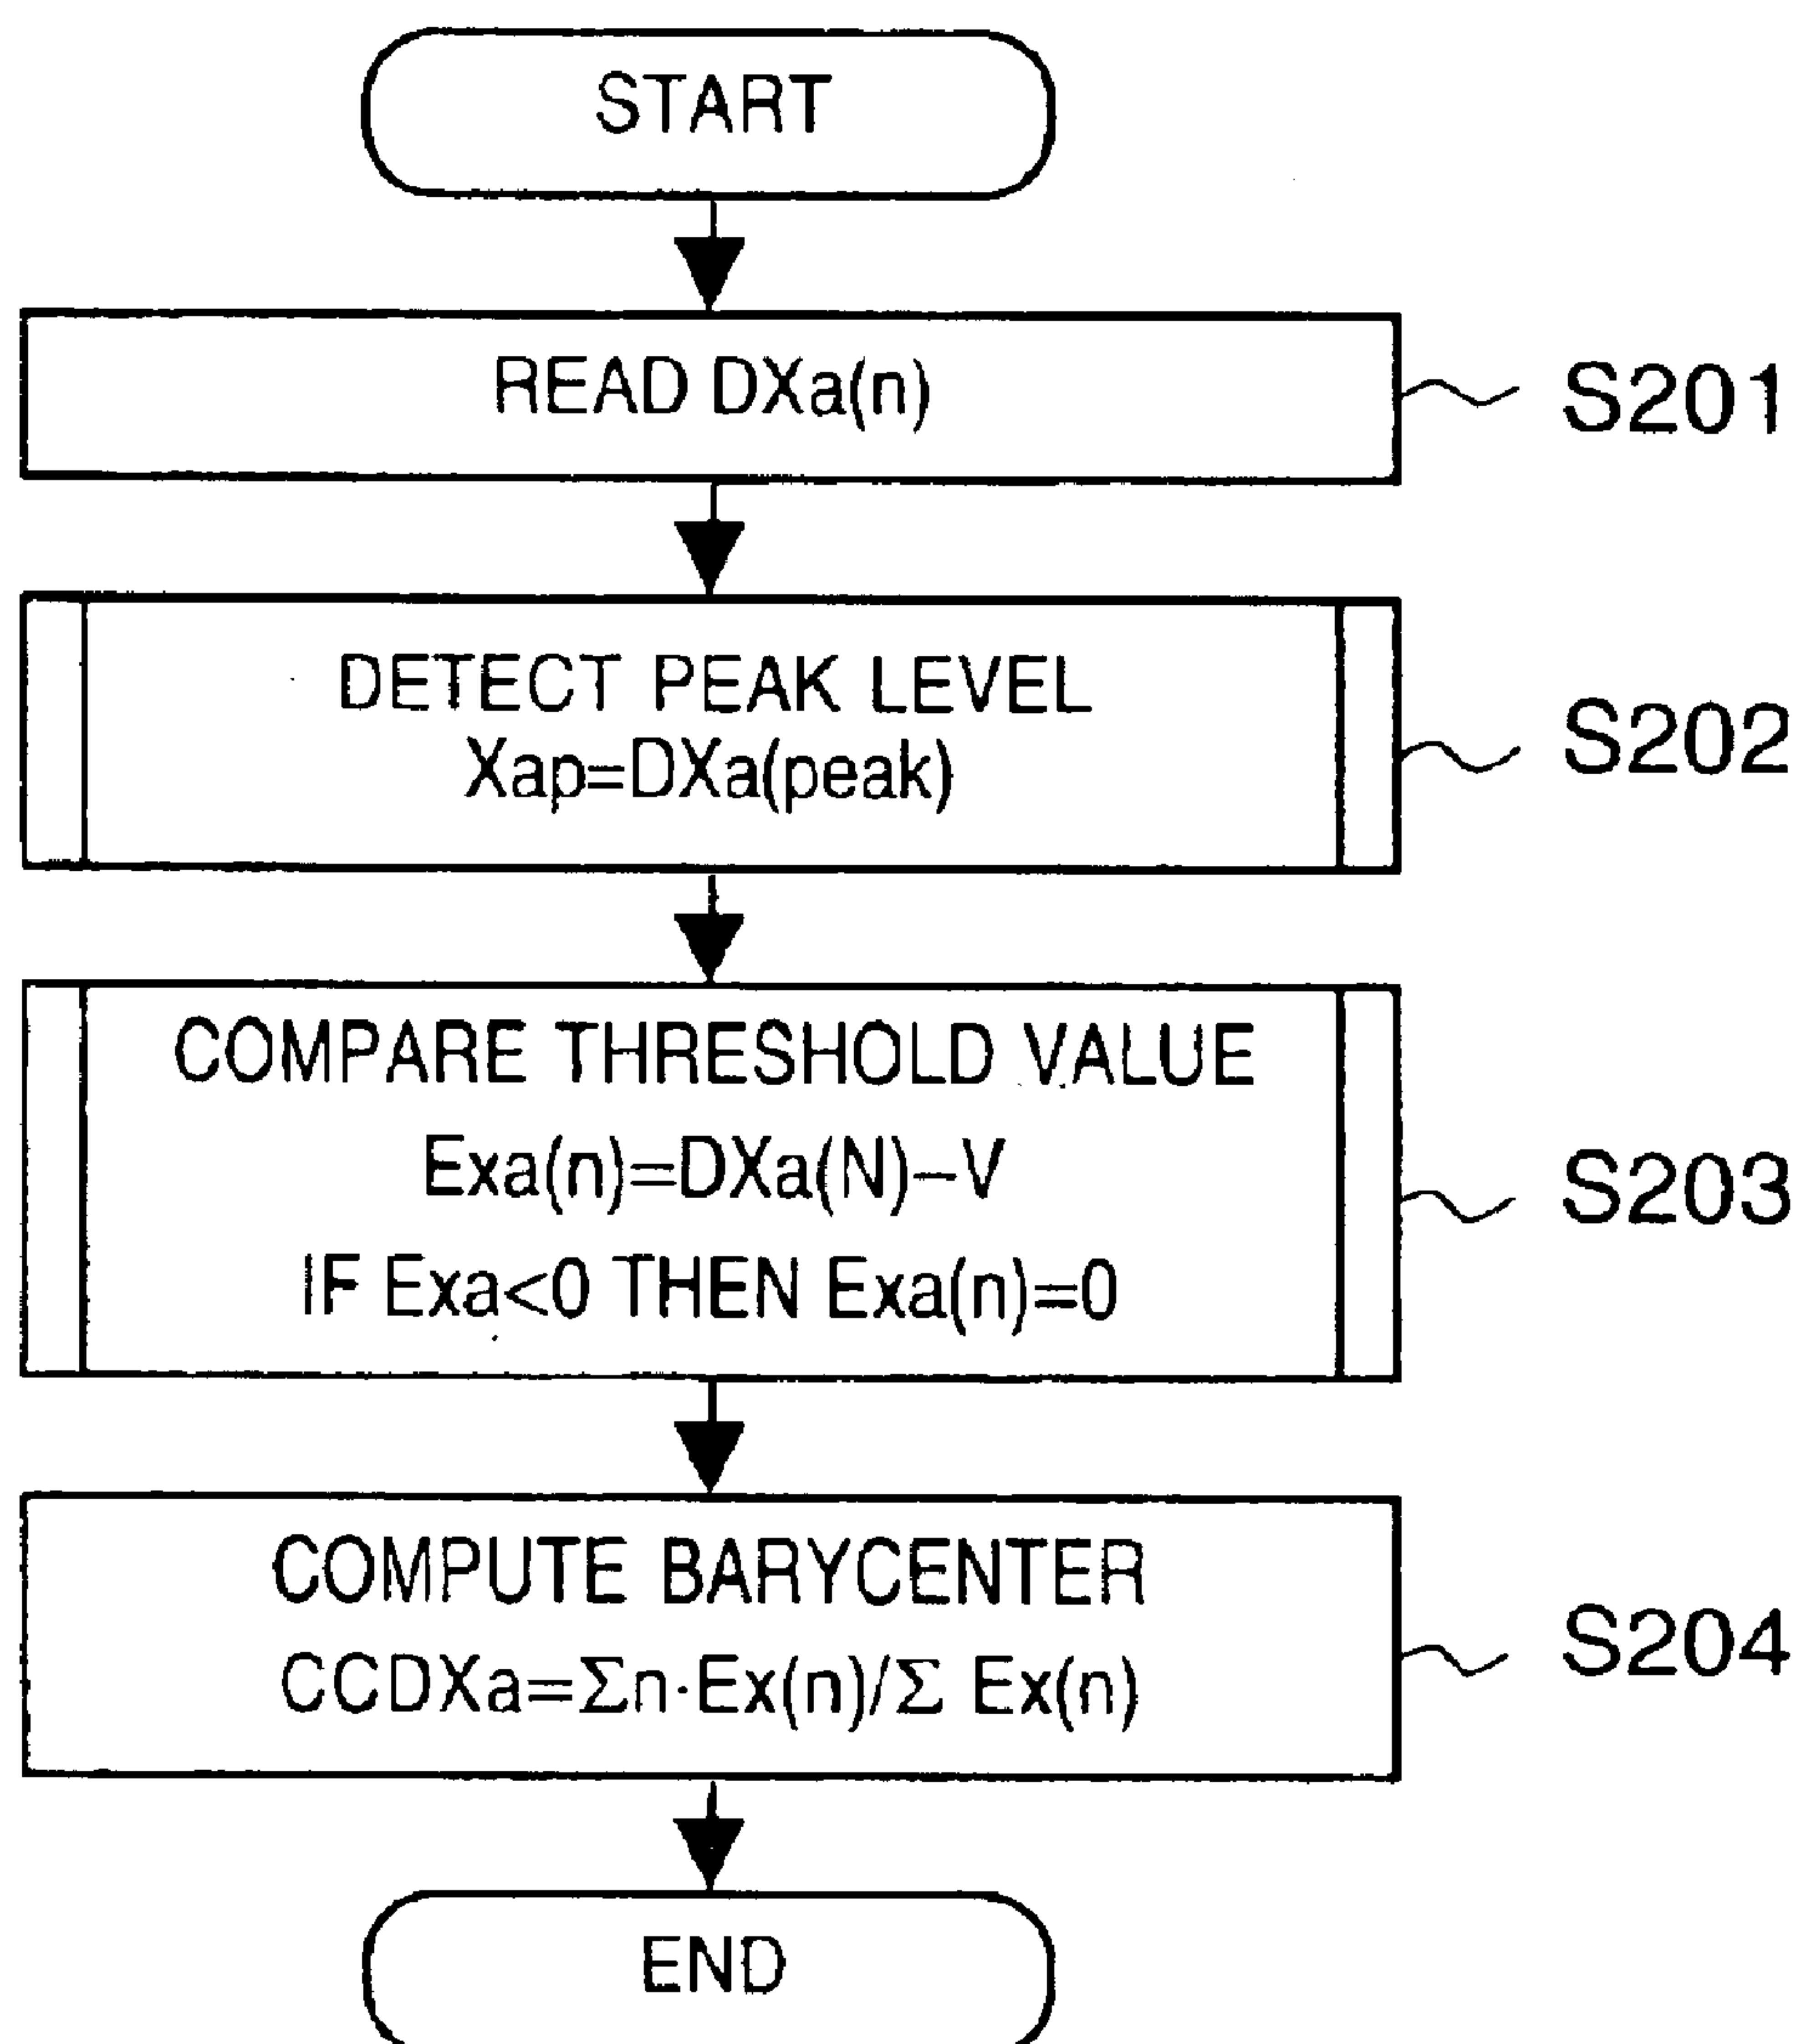 START
READ DXa(n)
S201
DETECT PEAK LEVEL
Xap=DXa(peak)
S202
COMPARE THRESHOLD VALUE
Exa(n)=DXa(N)−V
IF Exa<0 THEN Exa(n)=0
S203
COMPUTE BARYCENTER
CCDXa=Σn·Ex(n)/Σ Ex(n)
S204
END